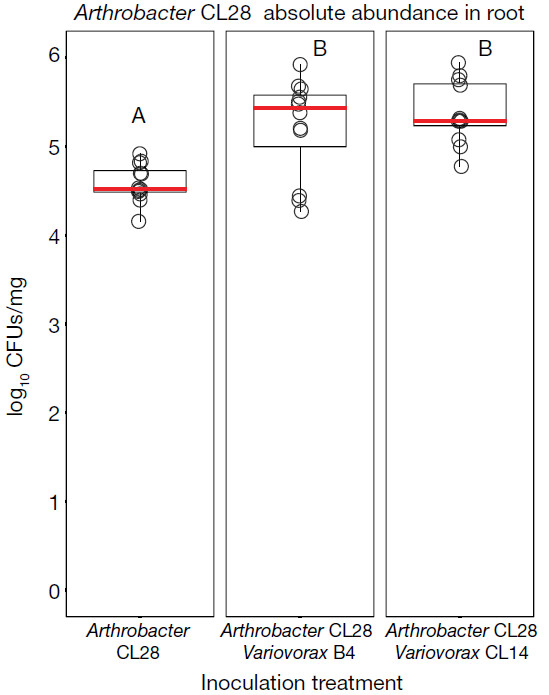 Arthrobacter CL28 absolute abundance in root
A
B
B
6
5
4
3
2
1
0
log10 CFUs/mg
Arthrobacter
CL28
Arthrobacter CL28
Variovorax B4
Arthrobacter CL28
Variovorax CL14
Inoculation treatment